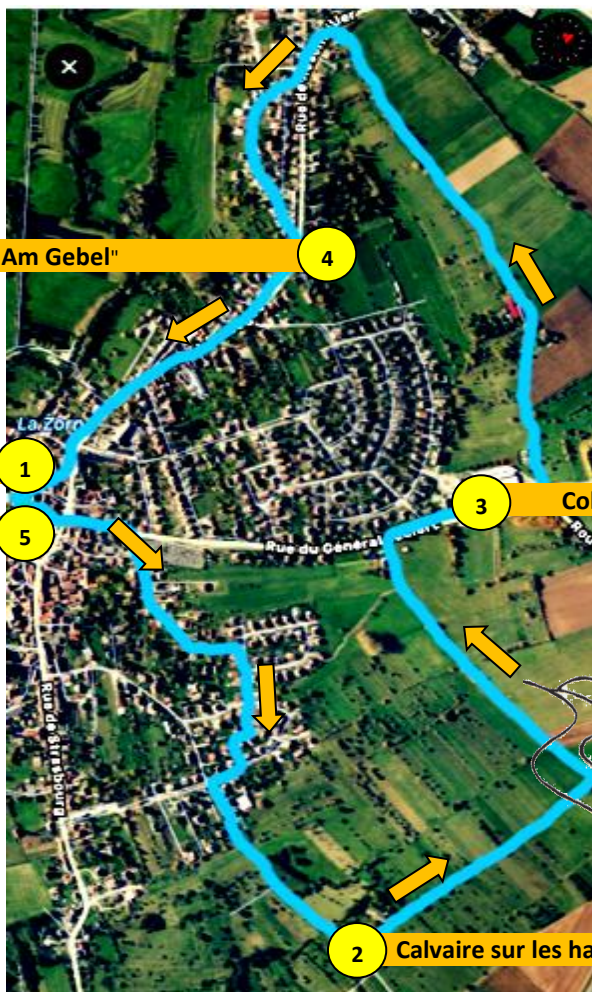 ×
Rue de
Am Gebel"
4
La Zorn
1
3
Col
5
Rue du Général
Rou
Rue de Strasbourg
2
Calvaire sur les ha